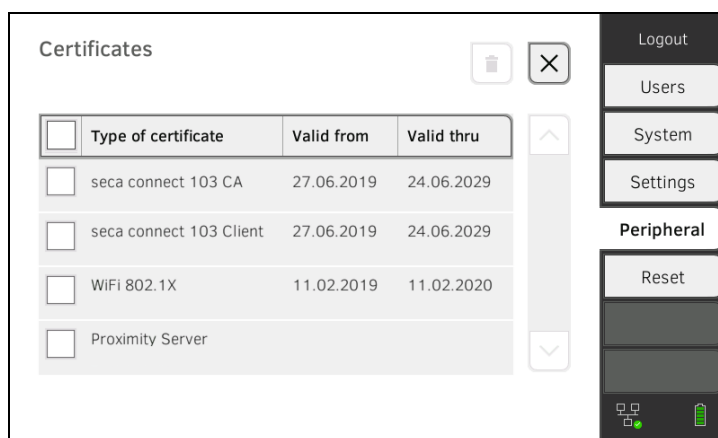 Certificates
Logout
Users
System
Settings
Peripheral
Reset
Type of certificate Valid from Valid thru
seca connect 103 CA 27.06.2019 24.06.2029
seca connect 103 Client 27.06.2019 24.06.2029
WiFi 802.1X 11.02.2019 11.02.2020
Proximity Server